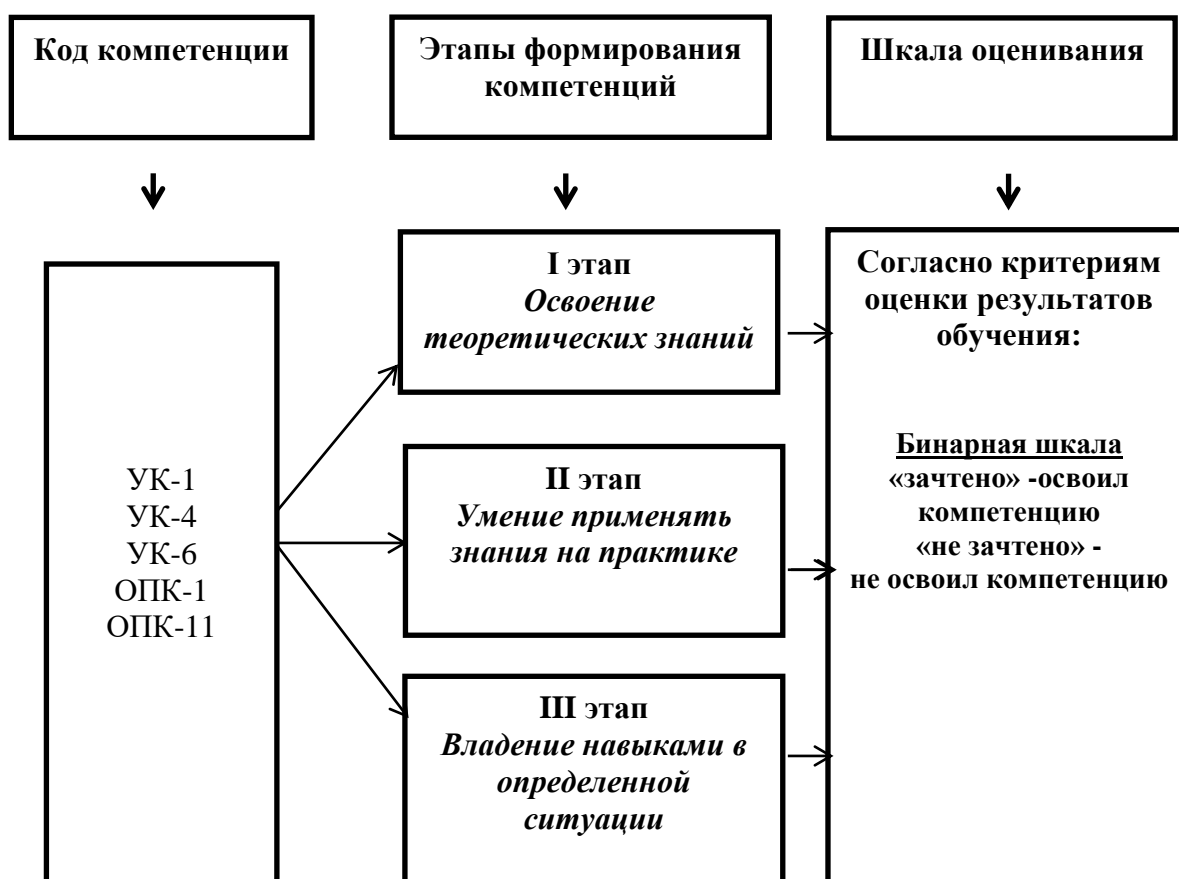 Код компетенции
Этапы формирования
компетенций
Шкала оценивания
УК-1
УК-4
УК-6
ОПК-1
ОПК-11
I этап
Освоение
теоретических знаний
II этап
Умение применять
знания на практике
III этап
Владение навыками в
определенной
ситуации
Согласно критериям
оценки результатов
обучения:
Бинарная шкала
«зачтено» -освоил
компетенцию
«не зачтено» -
не освоил компетенцию